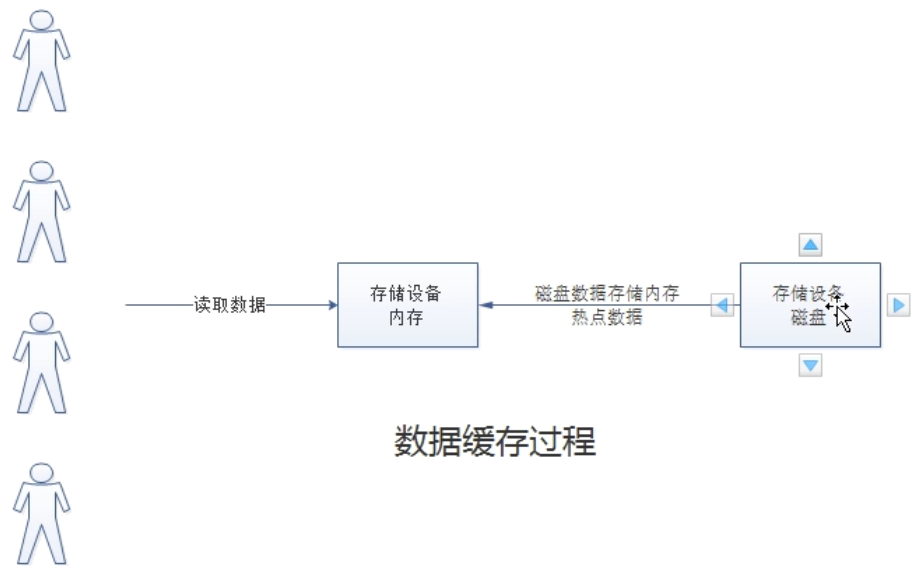 读取数据
存储设备
内存
磁盘数据存储内存
热点数据
存储设备
磁盘
数据缓存过程